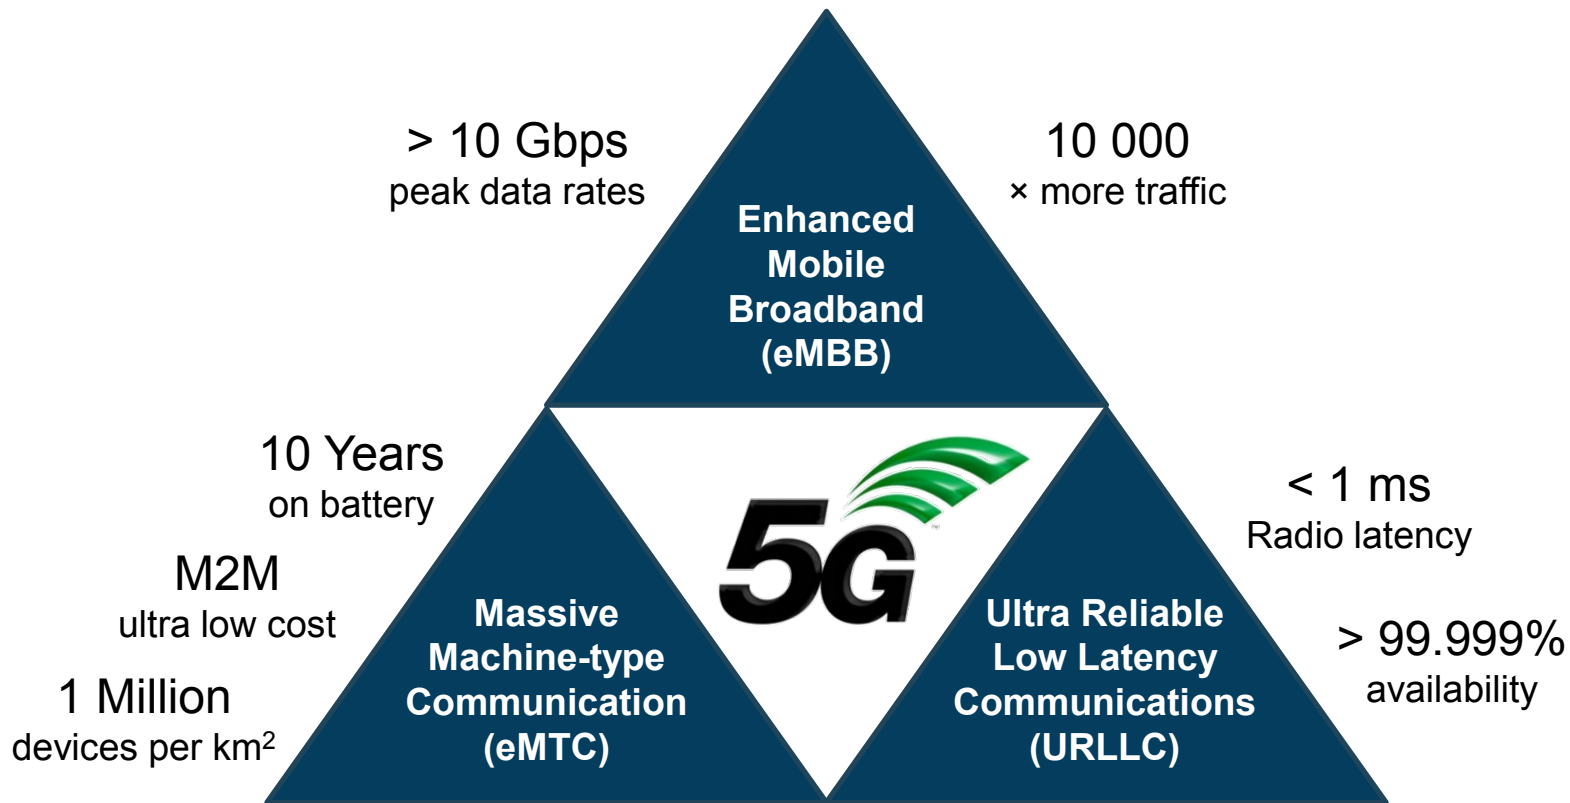 > 10 Gbps
peak data rates
10 000
× more traffic
Enhanced
Mobile
Broadband
(eMBB)
10 Years
on battery
M2M
ultra low cost
1 Million
devices per km²
Massive
Machine-type
Communication
(eMTC)
5G
™
Ultra Reliable
Low Latency
Communications
(URLLC)
< 1 ms
Radio latency
> 99.999%
availability